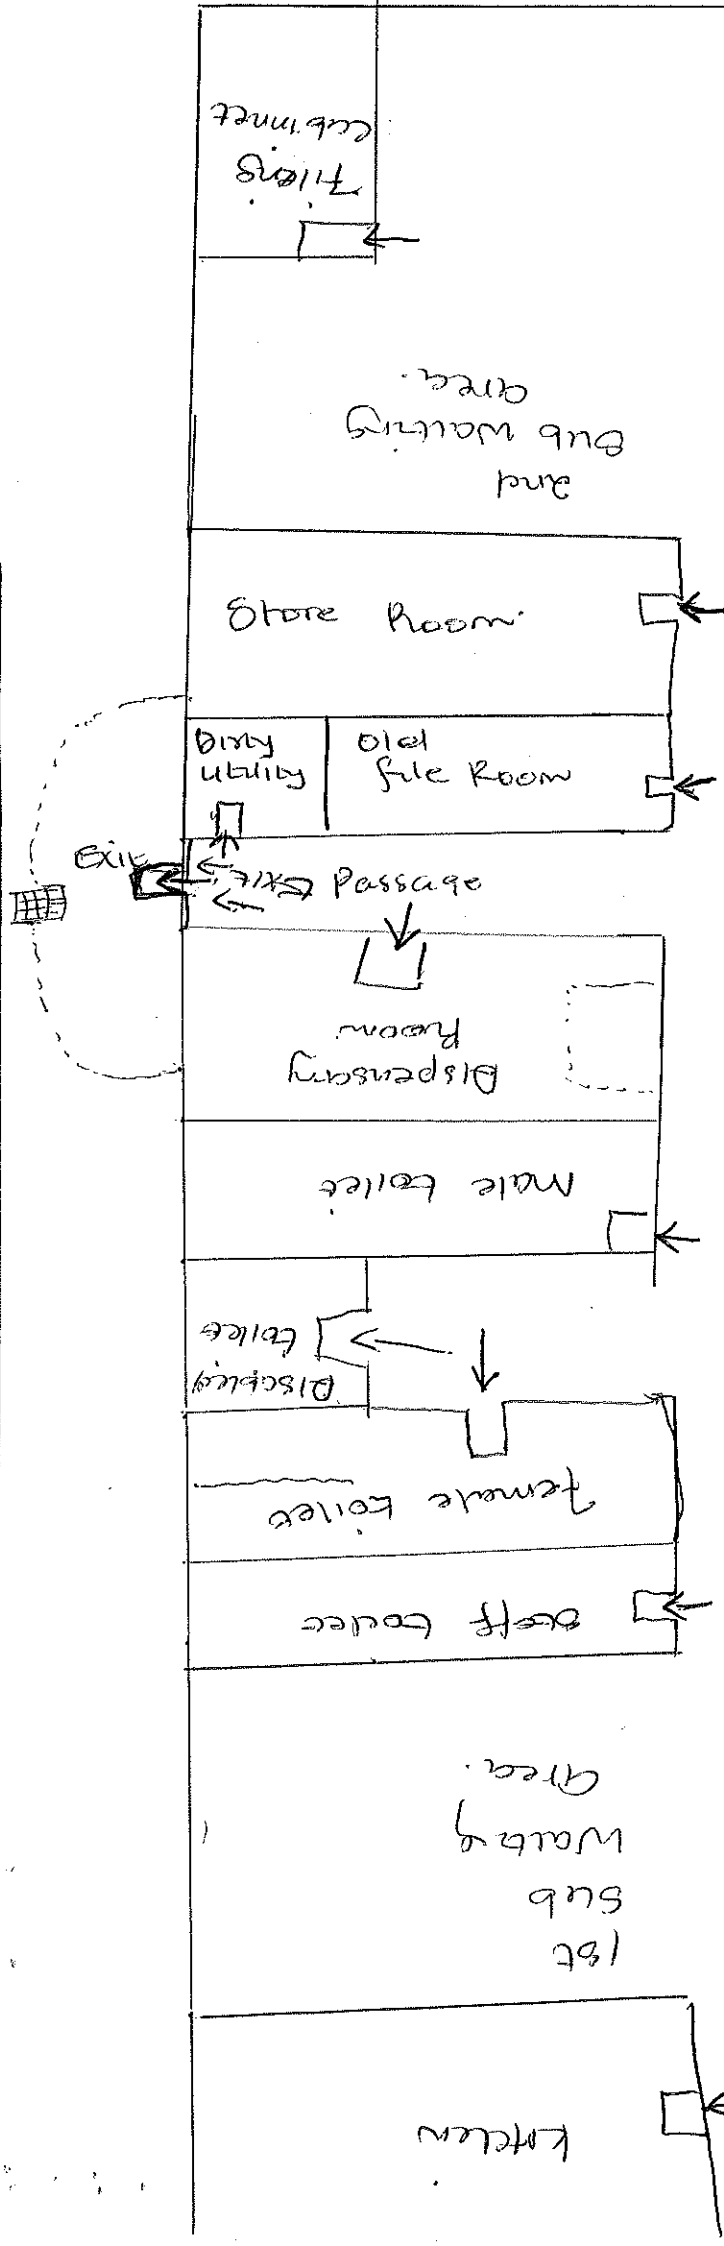 Filing
Cabinnet
2nd
Sub Waiting
area.
Store Room
Dirty
utility
Old
file Room
Exit
Exit
Passage
Dispensary
Room
Male toilet
Disabled
toilet
Female toilet
Staff toilet
1st
Sub
Waiting
Area.
Kitchen